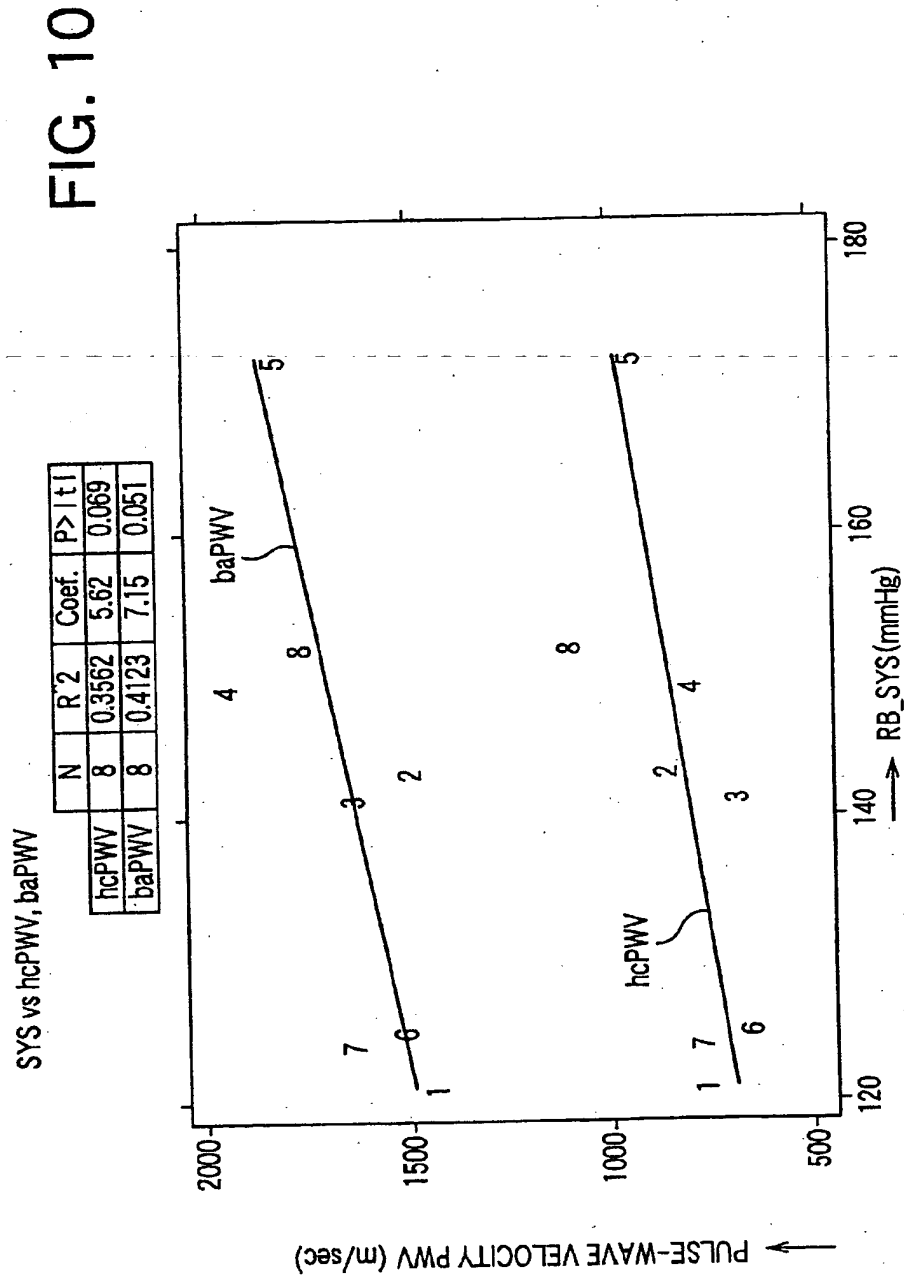 FIG. 10
SYS vs hcPWV, baPWV
N R^2 Coef. P>|t|
hcPWV 8 0.3562 5.62 0.069
baPWV 8 0.4123 7.15 0.051
PULSE-WAVE VELOCITY PWV (m/sec)
2000
1500
1000
500
baPWV
1 7 6 3 2 4 8 5
hcPWV
1 7 6 3 2 4 8 5
120 140 160 180
RB_SYS(mmHg)